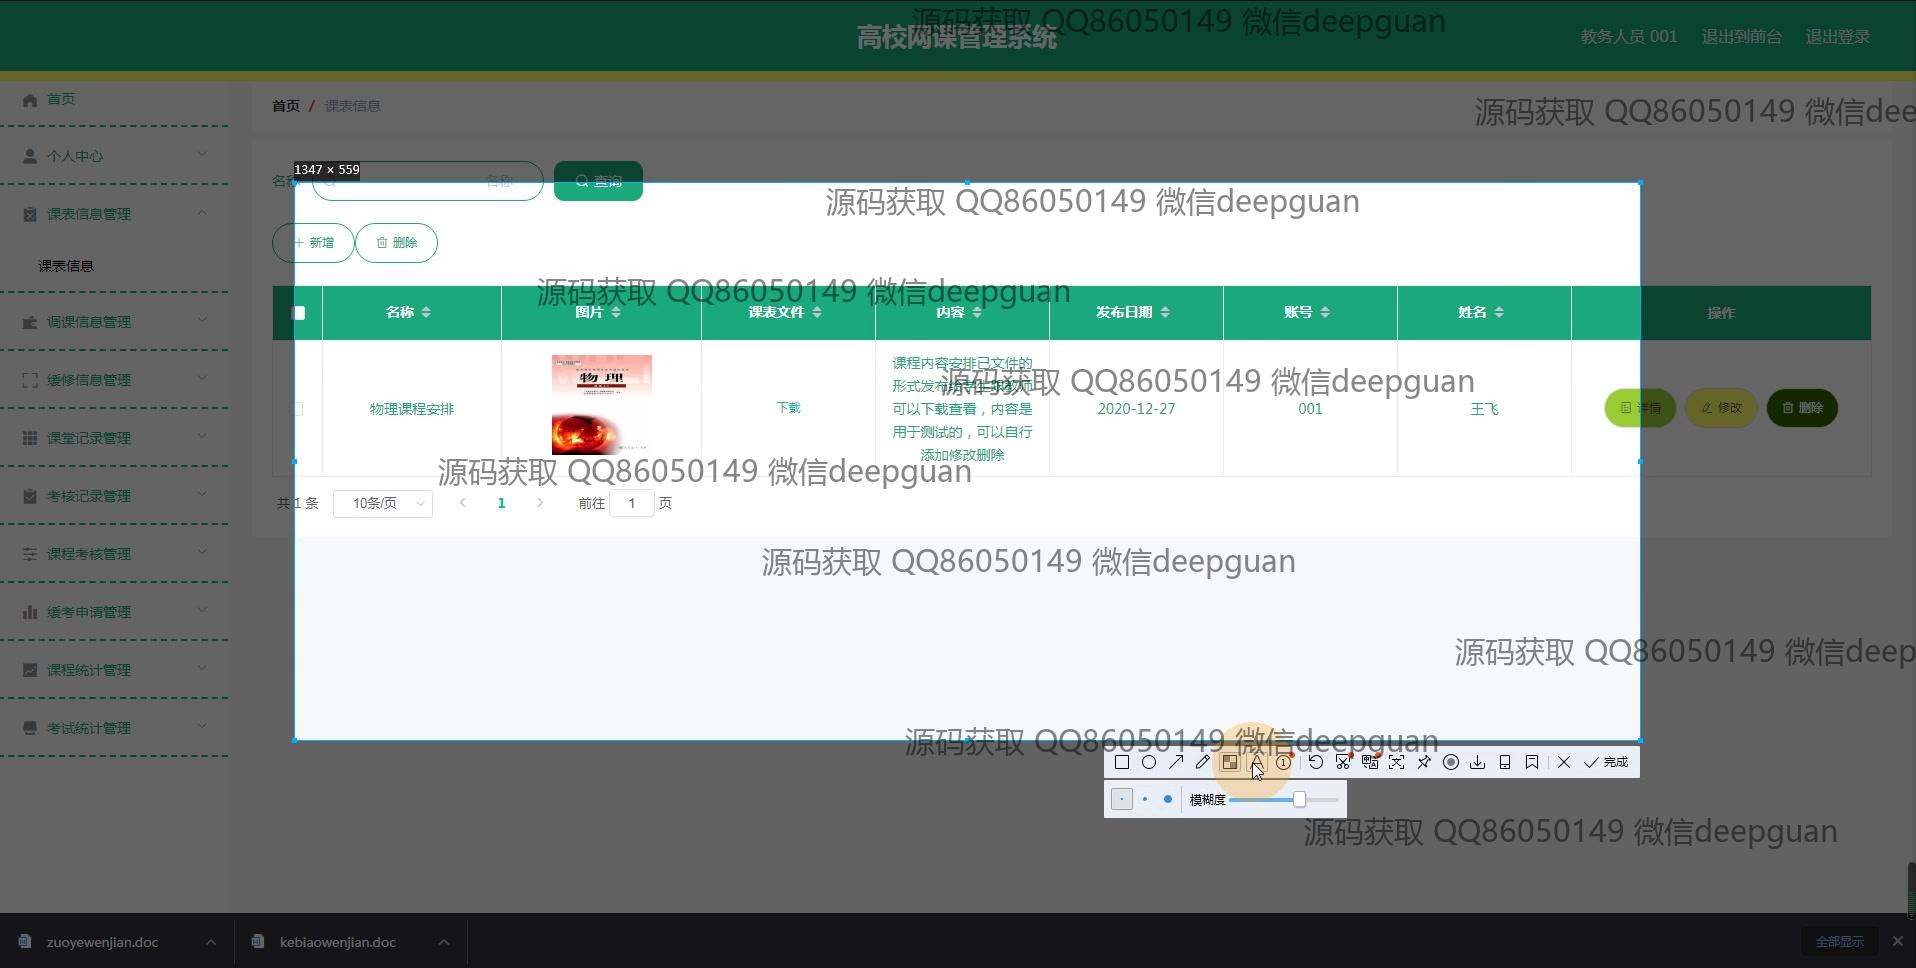 高校网课管理系统
教务人员 001 退出到前台 退出登录
源码获取 QQ86050149 微信deepguan
首页
首页 / 课表信息
源码获取 QQ86050149 微信dee
个人中心
1347 × 559
名称 名称 查询
课表信息管理
源码获取 QQ86050149 微信deepguan
+ 新增 删除
课表信息
源码获取 QQ86050149 微信deepguan
名称 图片 课表文件 内容 发布日期 账号 姓名 操作
调课信息管理
缓修信息管理
物理课程安排
物 理
下载
课程内容安排已文件的
可以下载查看，内容是
用于测试的，可以自行
添加修改删除
2020-12-27 001 王飞 详情 修改 删除
源码获取 QQ86050149 微信deepguan
课堂记录管理
源码获取 QQ86050149 微信deepguan
考核记录管理
共 1 条 10条/页 < 1 > 前往 1 页
课程考核管理
源码获取 QQ86050149 微信deepguan
缓考申请管理
课程统计管理
源码获取 QQ86050149 微信deep
考试统计管理
源码获取 QQ86050149 微信deepguan
完成
模糊度
源码获取 QQ86050149 微信deepguan
zuoyewenjian.doc kebiaowenjian.doc 全部显示